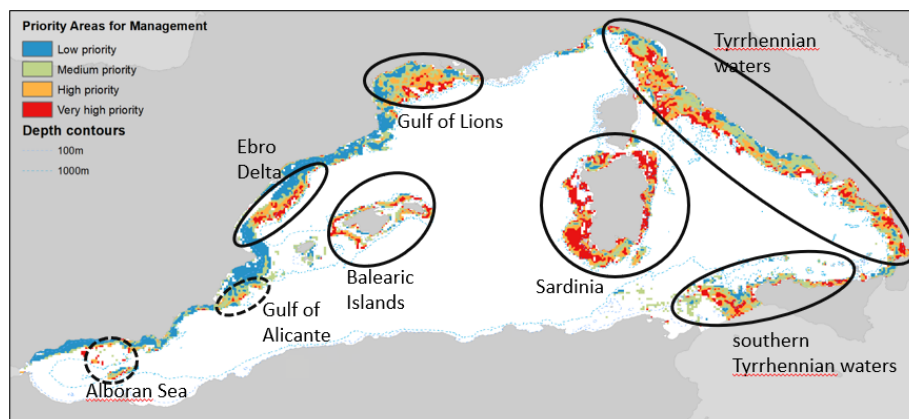 Priority Areas for Management
Low priority
Medium priority
High priority
Very high priority
Depth contours
100m
1000m
Tyrrhennian
waters
Gulf of Lions
Ebro
Delta
Balearic
Islands
Sardinia
Gulf of
Alicante
southern
Tyrrhennian waters
Alboran Sea